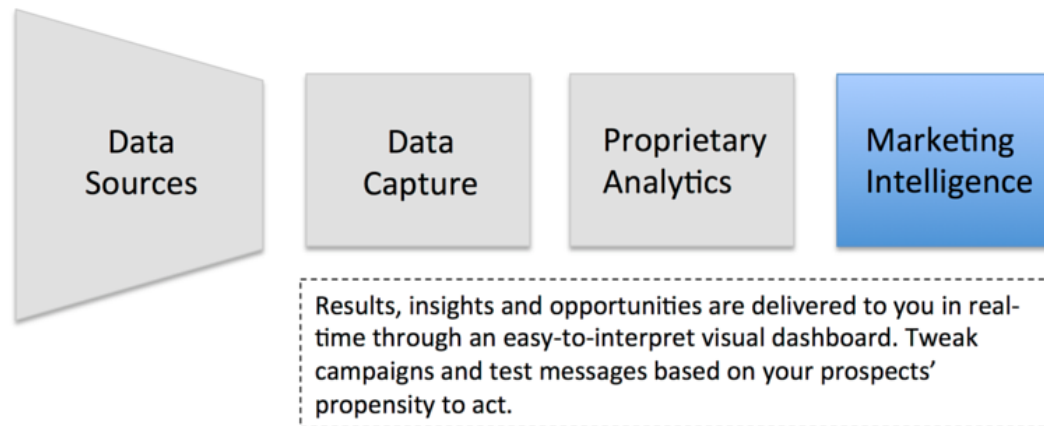 Data
Sources
Data
Capture
Proprietary
Analytics
Marketing
Intelligence
Results, insights and opportunities are delivered to you in real-
time through an easy-to-interpret visual dashboard. Tweak
campaigns and test messages based on your prospects’
propensity to act.